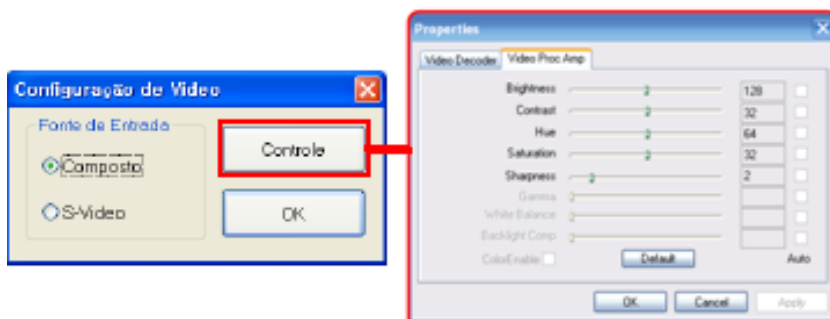 Configuração de Video
Fonte de Entrada
Composto
S-Video
Controle
OK
Properties
Video Decoder Video Proc Amp
Brightness 128
Contrast 32
Hue 64
Saturation 32
Sharpness 2
Gamma
White Balance
Backlight Comp
ColorEnable Default Auto
OK Cancel Apply